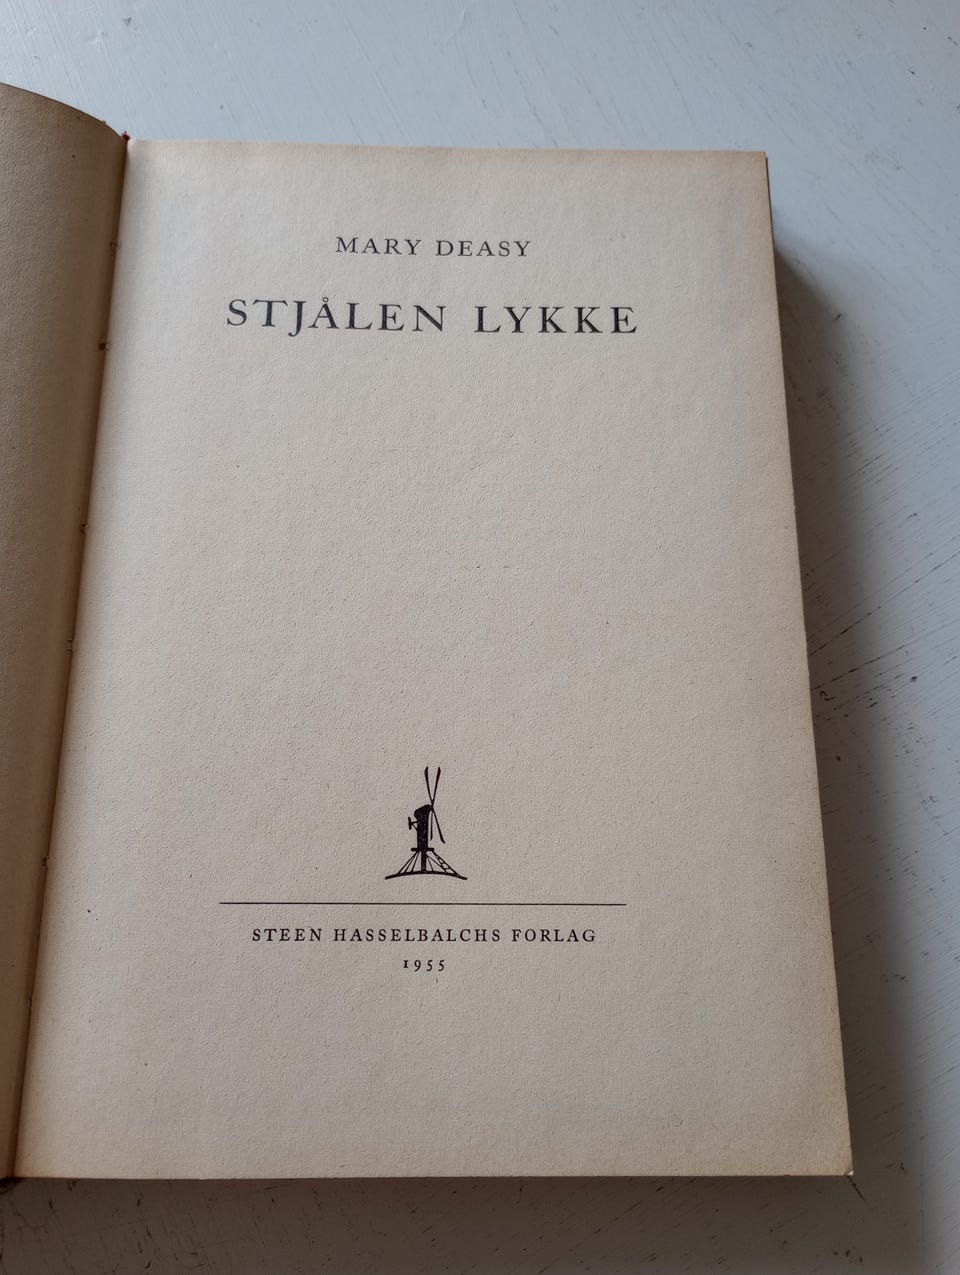 MARY DEASY
STJÅLEN LYKKE
STEEN HASSELBALCHS FORLAG
1955